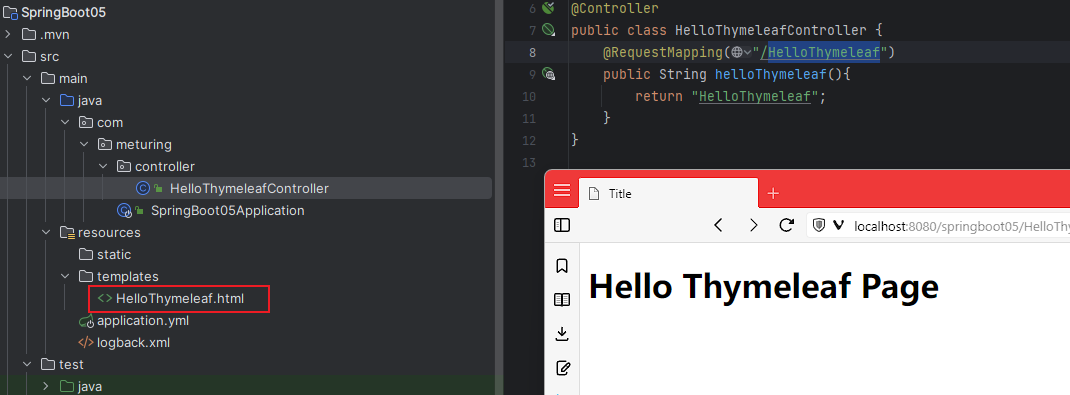 SpringBoot05
.mvn
src
main
java
com
meturing
controller
HelloThymeleafController
SpringBoot05Application
resources
static
templates
HelloThymeleaf.html
application.yml
logback.xml
test
java
6 @Controller
7 public class HelloThymeleafController {
8 @RequestMapping("/HelloThymeleaf")
9 public String helloThymeleaf(){
10 return "HelloThymeleaf";
11 }
12 }
13
Title
localhost:8080/springboot05/HelloThy
Hello Thymeleaf Page